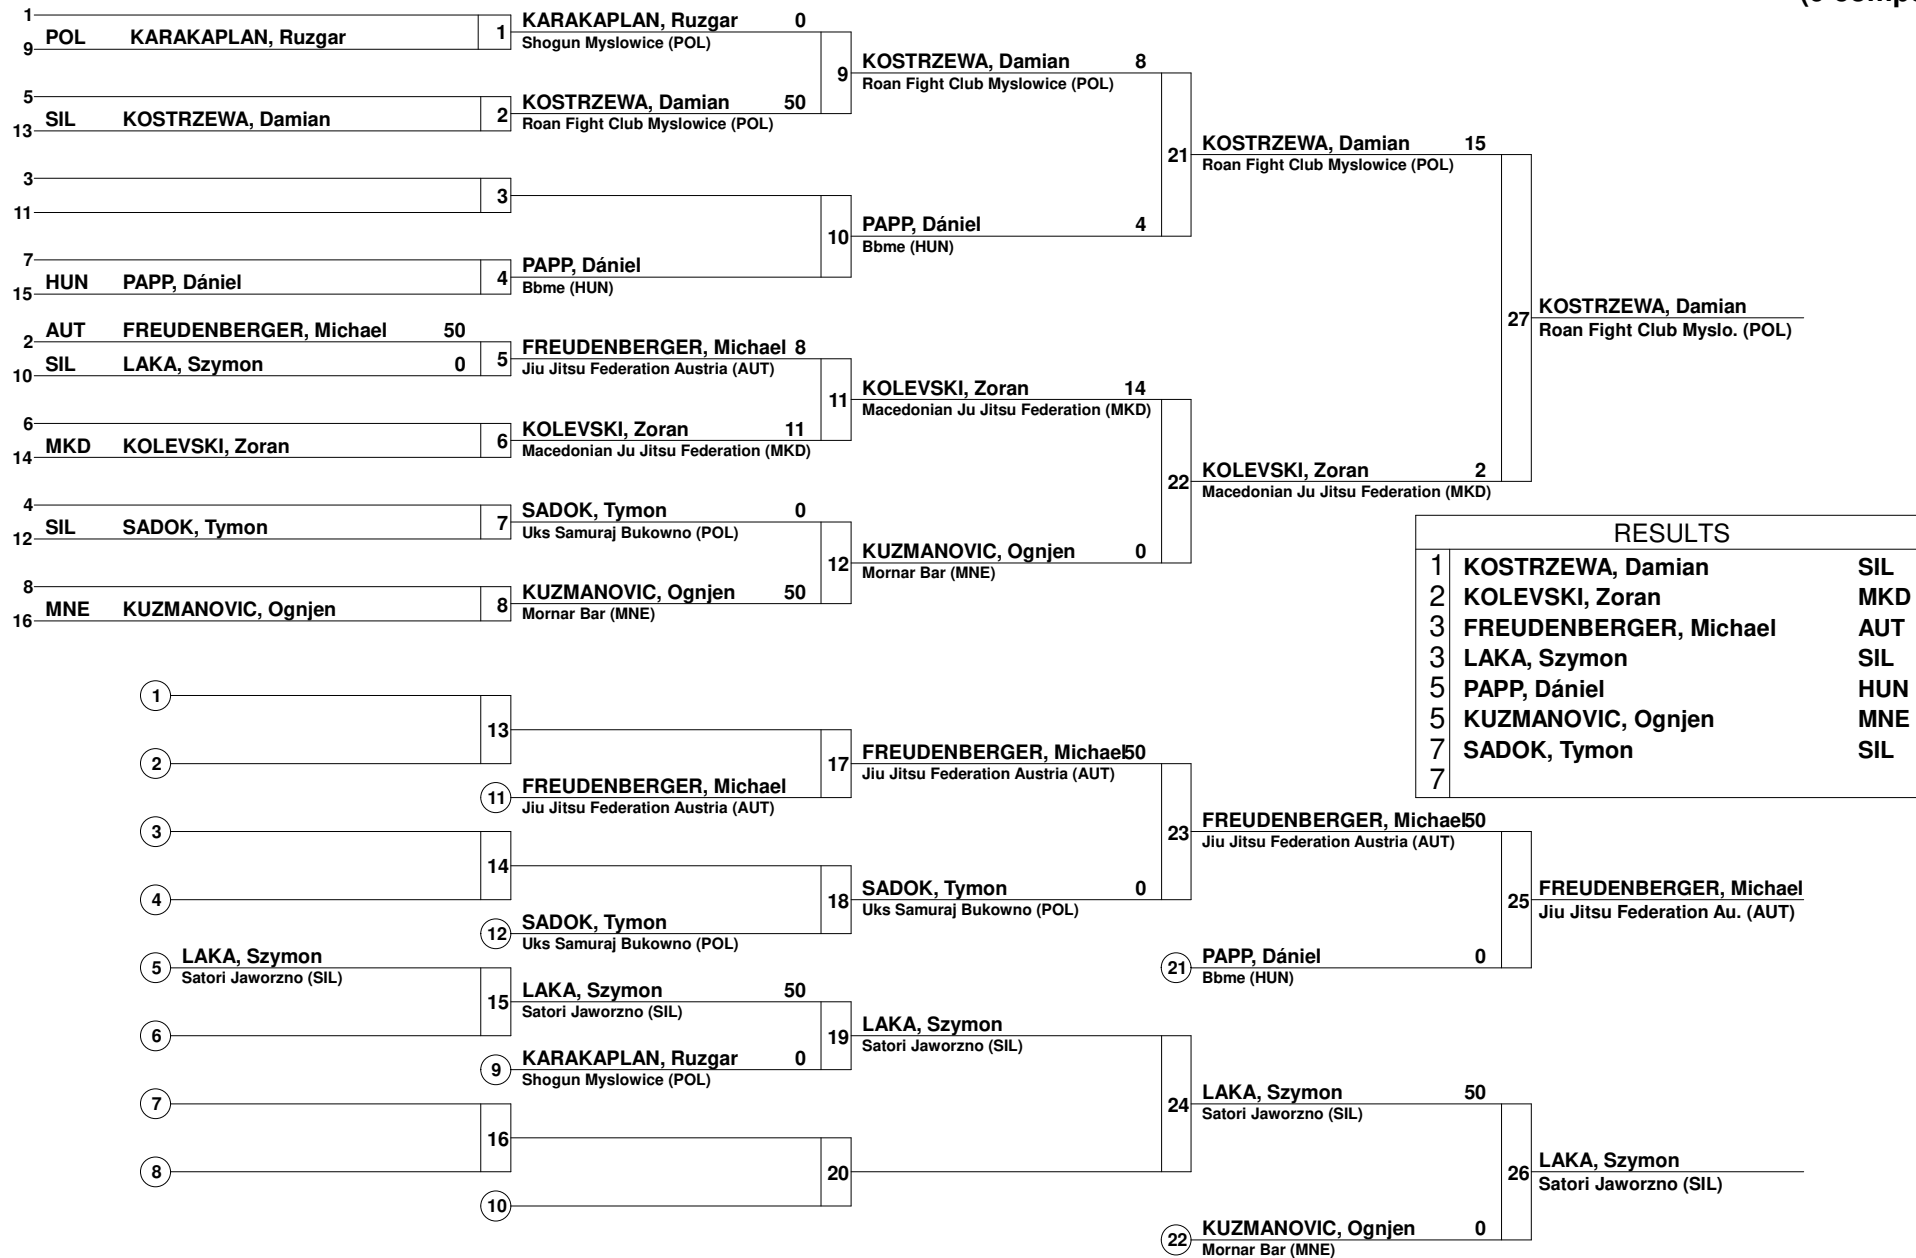 (9 compe
1
9 POL KARAKAPLAN, Ruzgar
1 KARAKAPLAN, Ruzgar 0
Shogun Myslowice (POL)
5
13 SIL KOSTRZEWA, Damian
2 KOSTRZEWA, Damian 50
Roan Fight Club Myslowice (POL)
9 KOSTRZEWA, Damian 8
Roan Fight Club Myslowice (POL)
3
11
3
7
15 HUN PAPP, Dániel
4 PAPP, Dániel
Bbme (HUN)
10 PAPP, Dániel 4
Bbme (HUN)
21 KOSTRZEWA, Damian 15
Roan Fight Club Myslowice (POL)
2 AUT FREUDENBERGER, Michael 50
10 SIL LAKA, Szymon 0
5 FREUDENBERGER, Michael 8
Jiu Jitsu Federation Austria (AUT)
6
14 MKD KOLEVSKI, Zoran
6 KOLEVSKI, Zoran 11
Macedonian Ju Jitsu Federation (MKD)
11 KOLEVSKI, Zoran 14
Macedonian Ju Jitsu Federation (MKD)
4
12 SIL SADOK, Tymon
7 SADOK, Tymon 0
Uks Samuraj Bukowno (POL)
8
16 MNE KUZMANOVIC, Ognjen
8 KUZMANOVIC, Ognjen 50
Mornar Bar (MNE)
12 KUZMANOVIC, Ognjen 0
Mornar Bar (MNE)
22 KOLEVSKI, Zoran 2
Macedonian Ju Jitsu Federation (MKD)
27 KOSTRZEWA, Damian
Roan Fight Club Myslo. (POL)
RESULTS
1 KOSTRZEWA, Damian SIL
2 KOLEVSKI, Zoran MKD
3 FREUDENBERGER, Michael AUT
3 LAKA, Szymon SIL
5 PAPP, Dániel HUN
5 KUZMANOVIC, Ognjen MNE
7 SADOK, Tymon SIL
7
1
2
13
11 FREUDENBERGER, Michael
Jiu Jitsu Federation Austria (AUT)
17 FREUDENBERGER, Michael 50
Jiu Jitsu Federation Austria (AUT)
3
4
14
12 SADOK, Tymon
Uks Samuraj Bukowno (POL)
18 SADOK, Tymon 0
Uks Samuraj Bukowno (POL)
23 FREUDENBERGER, Michael 50
Jiu Jitsu Federation Austria (AUT)
21 PAPP, Dániel 0
Bbme (HUN)
25 FREUDENBERGER, Michael
Jiu Jitsu Federation Au. (AUT)
5 LAKA, Szymon
Satori Jaworzno (SIL)
6
15 LAKA, Szymon 50
Satori Jaworzno (SIL)
9 KARAKAPLAN, Ruzgar 0
Shogun Myslowice (POL)
19 LAKA, Szymon
Satori Jaworzno (SIL)
7
8
16
10
20
24 LAKA, Szymon 50
Satori Jaworzno (SIL)
22 KUZMANOVIC, Ognjen 0
Mornar Bar (MNE)
26 LAKA, Szymon
Satori Jaworzno (SIL)